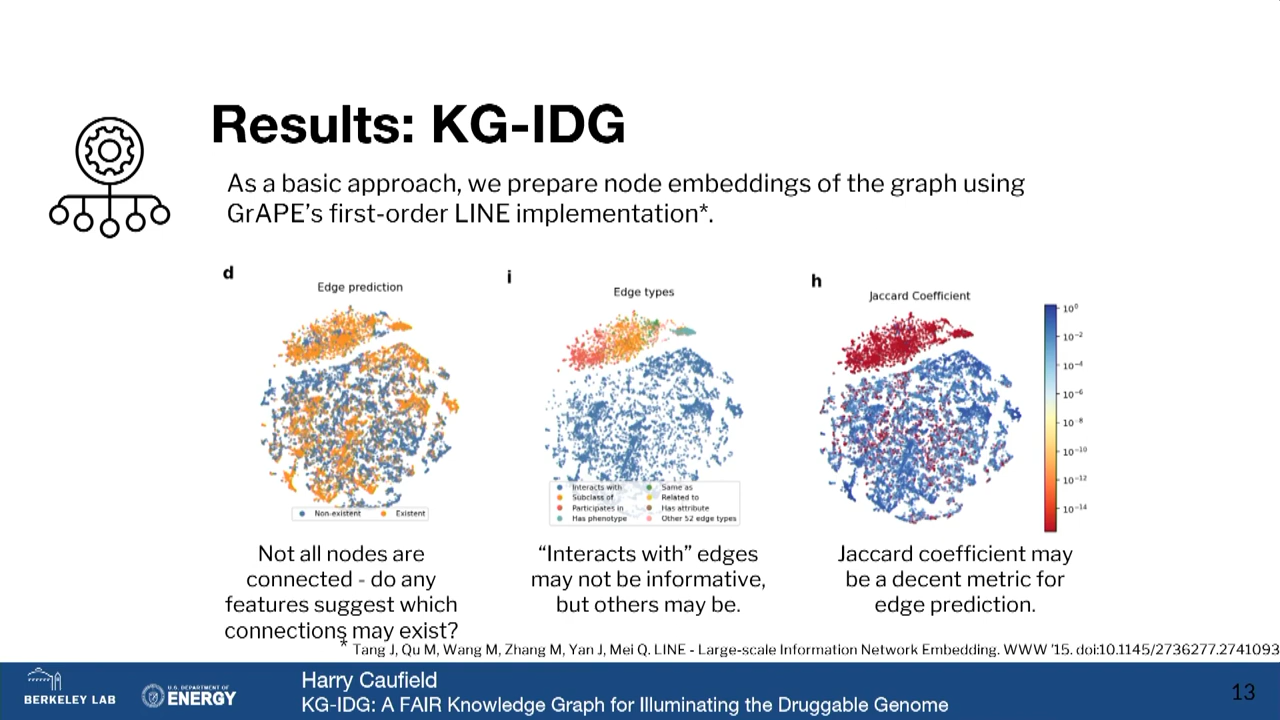 Results: KG-IDG
As a basic approach, we prepare node embeddings of the graph using
GrAPE’s first-order LINE implementation*.
d
Edge prediction
Non-existent
Existent
i
Edge types
Interacts with
Subclass of
Participates in
Has phenotype
Same as
Related to
Has attribute
Other 52 edge types
h
Jaccard Coefficient
10⁰
10⁻²
10⁻⁴
10⁻⁶
10⁻⁸
10⁻¹⁰
10⁻¹²
10⁻¹⁴
Not all nodes are
connected - do any
features suggest which
connections may exist?
“Interacts with” edges
may not be informative,
but others may be.
Jaccard coefficient may
be a decent metric for
edge prediction.
* Tang J, Qu M, Wang M, Zhang M, Yan J, Mei Q. LINE - Large-scale Information Network Embedding. WWW ’15. doi:10.1145/2736277.2741093
BERKELEY LAB
U.S. DEPARTMENT OF
ENERGY
Harry Caufield
KG-IDG: A FAIR Knowledge Graph for Illuminating the Druggable Genome
13